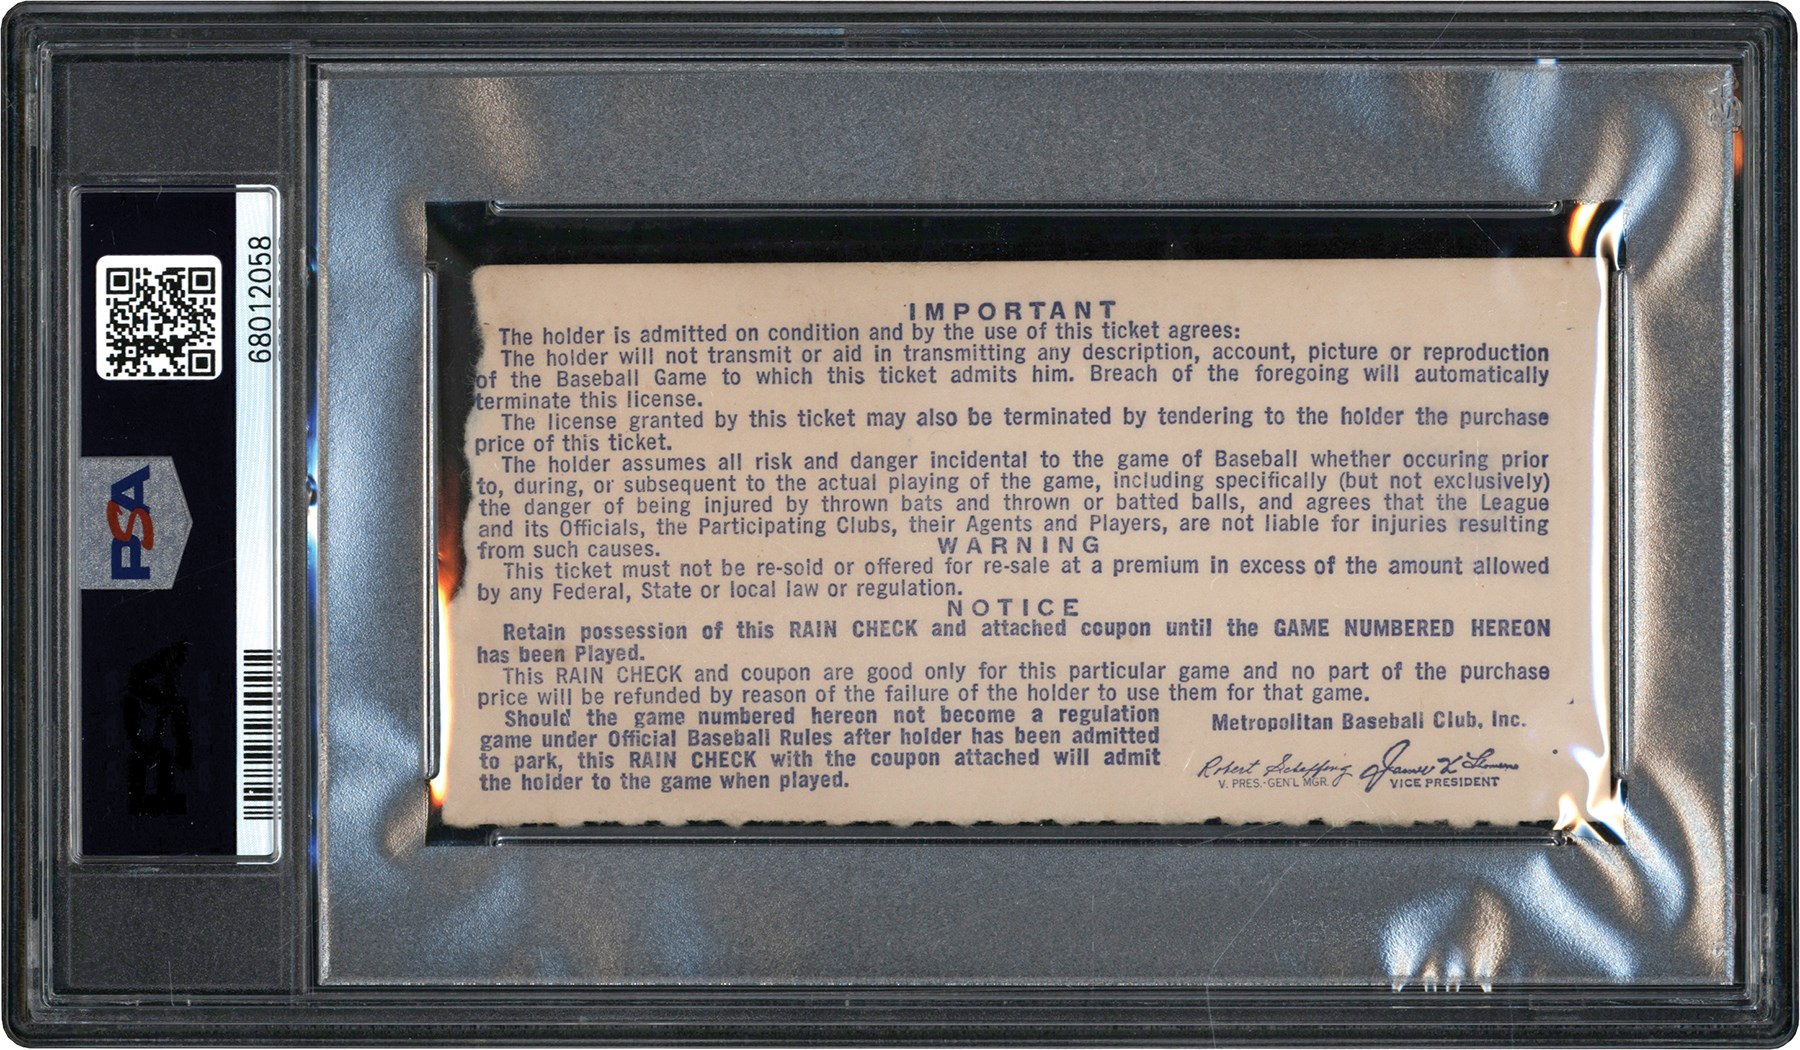 68012058
PSA
IMPORTANT
The holder is admitted on condition and by the use of this ticket agrees:
The holder will not transmit or aid in transmitting any description, account, picture or reproduction
of the Baseball Game to which this ticket admits him. Breach of the foregoing will automatically
terminate this license.
The license granted by this ticket may also be terminated by tendering to the holder the purchase
price of this ticket.
The holder assumes all risk and danger incidental to the game of Baseball whether occuring prior
to, during, or subsequent to the actual playing of the game, including specifically (but not exclusively)
the danger of being injured by thrown bats and thrown or batted balls, and agrees that the League
and its Officials, the Participating Clubs, their Agents and Players, are not liable for injuries resulting
from such causes.
WARNING
This ticket must not be re-sold or offered for re-sale at a premium in excess of the amount allowed
by any Federal, State or local law or regulation.
NOTICE
Retain possession of this RAIN CHECK and attached coupon until the GAME NUMBERED HEREON
has been Played.
This RAIN CHECK and coupon are good only for this particular game and no part of the purchase
price will be refunded by reason of the failure of the holder to use them for that game.
Should the game numbered hereon not become a regulation
game under Official Baseball Rules after holder has been admitted
to park, this RAIN CHECK with the coupon attached will admit
the holder to the game when played.
Metropolitan Baseball Club, Inc.
Robert Scheffing
V. PRES.-GEN'L MGR.
James
VICE PRESIDENT